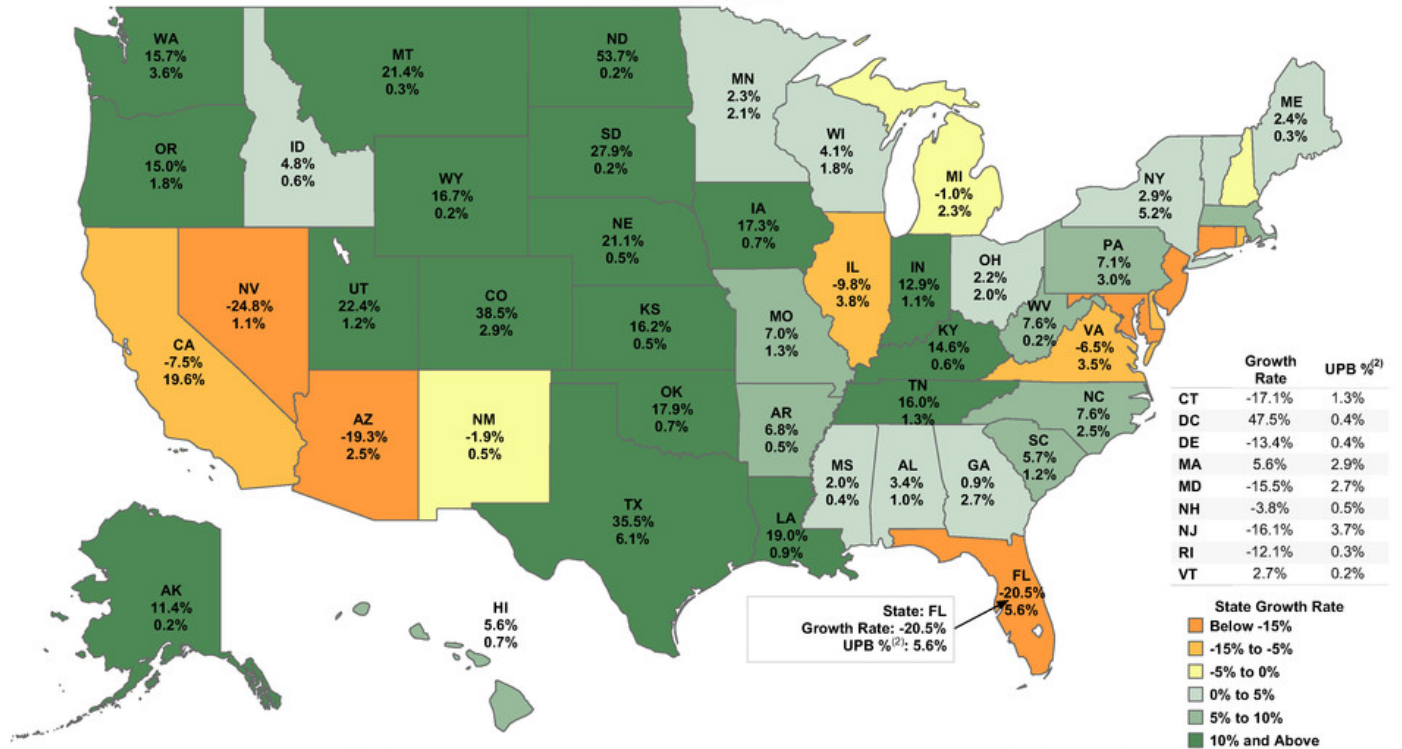 WA
15.7%
3.6%
MT
21.4%
0.3%
ND
53.7%
0.2%
MN
2.3%
2.1%
ME
2.4%
0.3%
OR
15.0%
1.8%
ID
4.8%
0.6%
SD
27.9%
0.2%
WI
4.1%
1.8%
WY
16.7%
0.2%
MI
-1.0%
2.3%
NY
2.9%
5.2%
IA
17.3%
0.7%
NE
21.1%
0.5%
PA
7.1%
3.0%
NV
-24.8%
1.1%
UT
22.4%
1.2%
CO
38.5%
2.9%
IL
-9.8%
3.8%
IN
12.9%
1.1%
OH
2.2%
2.0%
KS
16.2%
0.5%
MO
7.0%
1.3%
WV
7.6%
0.2%
VA
-6.5%
3.5%
CA
-7.5%
19.6%
KY
14.6%
0.6%
TN
16.0%
1.3%
NC
7.6%
2.5%
AZ
-19.3%
2.5%
NM
-1.9%
0.5%
OK
17.9%
0.7%
AR
6.8%
0.5%
SC
5.7%
1.2%
MS
2.0%
0.4%
AL
3.4%
1.0%
GA
0.9%
2.7%
TX
35.5%
6.1%
LA
19.0%
0.9%
FL
-20.5%
5.6%
AK
11.4%
0.2%
HI
5.6%
0.7%
State: FL
Growth Rate: -20.5%
UPB %(2): 5.6%
Growth Rate UPB %(2)
CT -17.1% 1.3%
DC 47.5% 0.4%
DE -13.4% 0.4%
MA 5.6% 2.9%
MD -15.5% 2.7%
NH -3.8% 0.5%
NJ -16.1% 3.7%
RI -12.1% 0.3%
VT 2.7% 0.2%
State Growth Rate
Below -15%
-15% to -5%
-5% to 0%
0% to 5%
5% to 10%
10% and Above